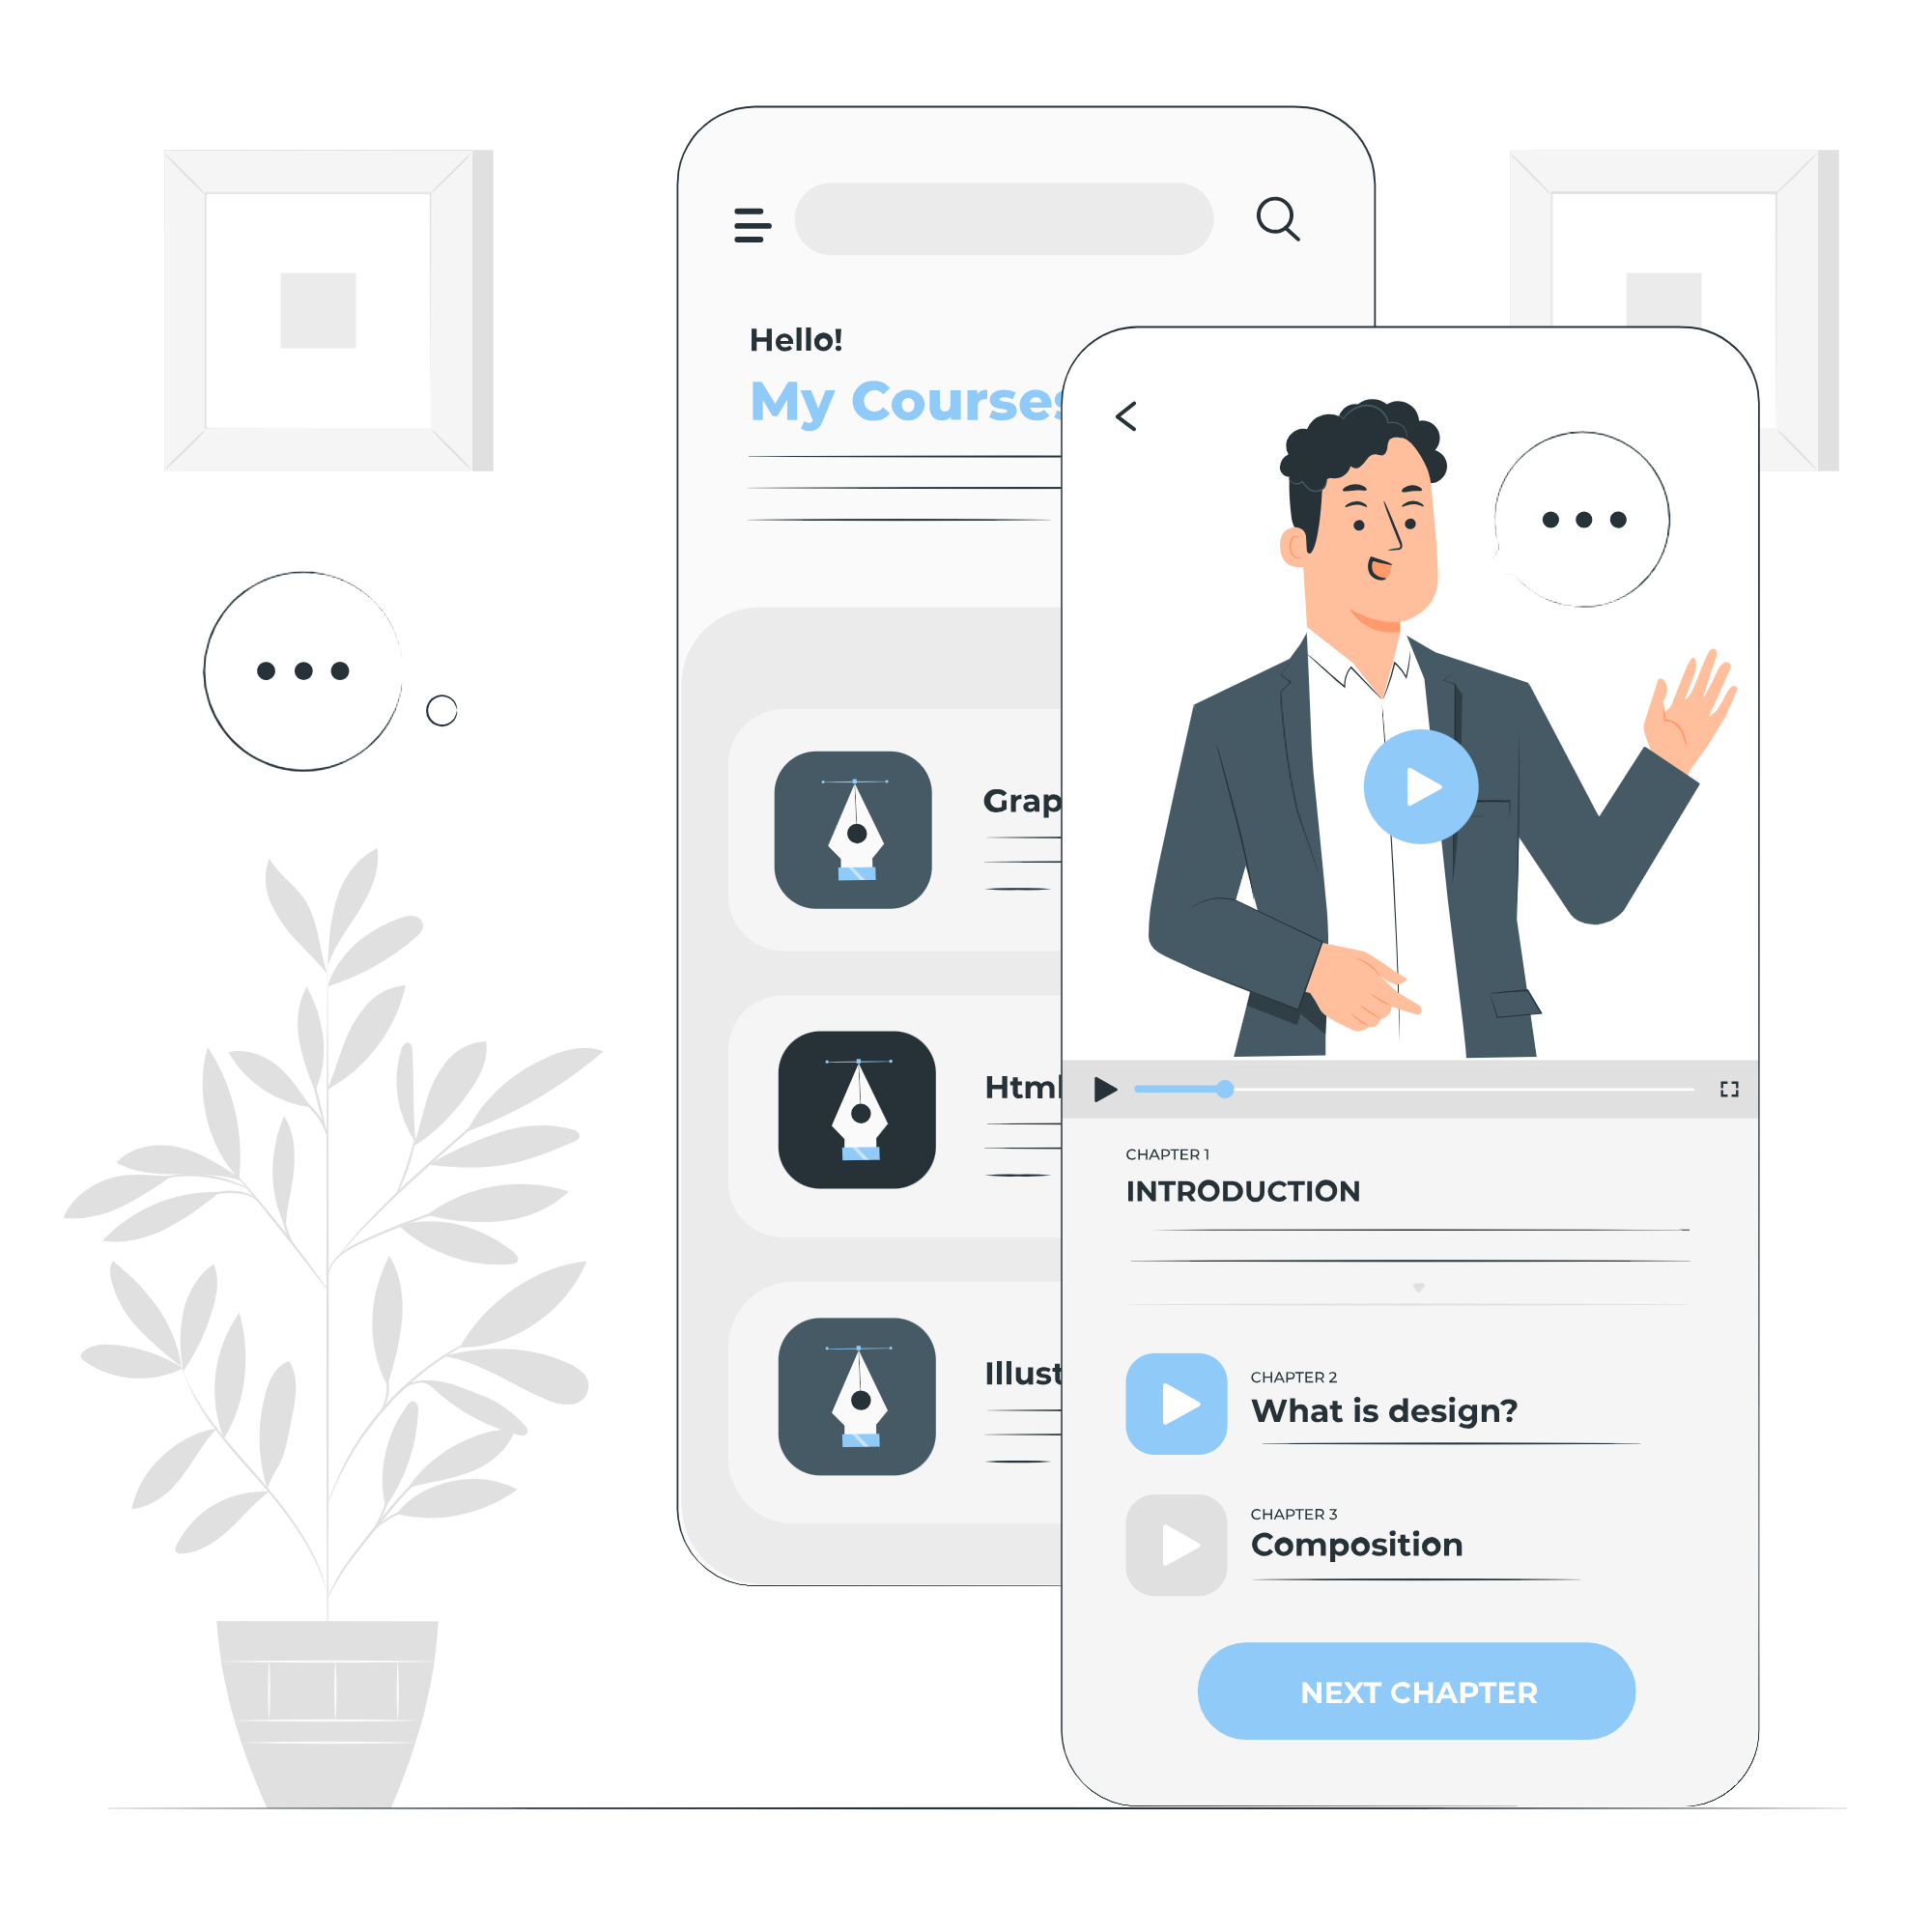 Hello!
My Courses
Grap
Html
Illust
CHAPTER 1
INTRODUCTION
CHAPTER 2
What is design?
CHAPTER 3
Composition
NEXT CHAPTER